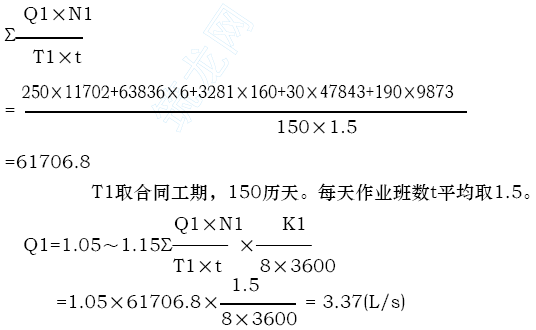 Σ Q1×N1 / T1×t
= 250×11702+63836×6+3281×160+30×47843+190×9873 / 150×1.5
=61706.8
T1取合同工期，150历天。每天作业班数t平均取1.5。
Q1=1.05～1.15Σ Q1×N1 / T1×t × K1 / 8×3600
=1.05×61706.8× 1.5 / 8×3600 = 3.37(L/s)